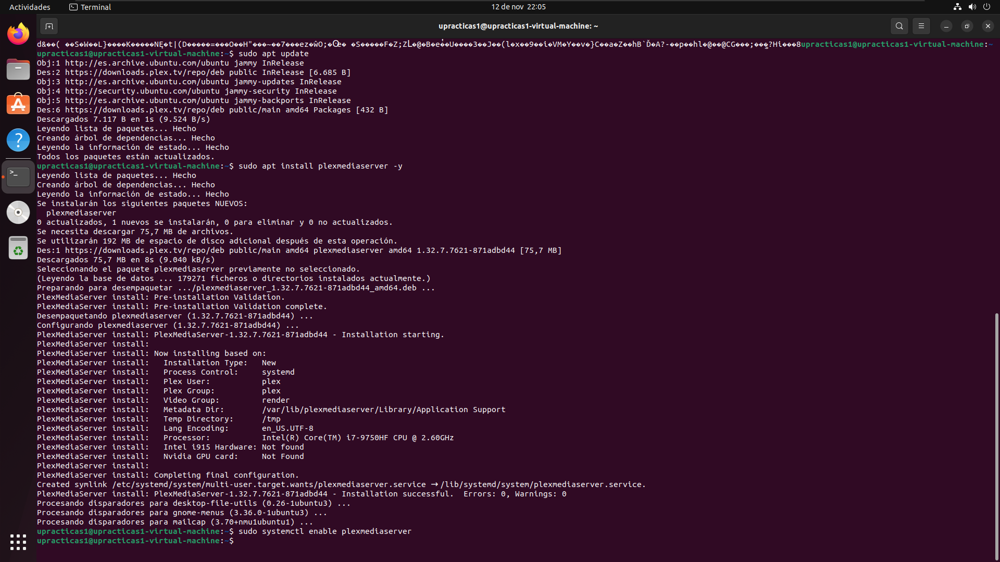 Actividades
Terminal
12 de nov 22:05
upracticas1@upracticas1-virtual-machine: ~
upracticas1@upracticas1-virtual-machine:~
upracticas1@upracticas1-virtual-machine:~$ sudo apt update
Obj:1 http://es.archive.ubuntu.com/ubuntu jammy InRelease
Des:2 https://downloads.plex.tv/repo/deb public InRelease [6.685 B]
Obj:3 http://es.archive.ubuntu.com/ubuntu jammy-updates InRelease
Obj:4 http://security.ubuntu.com/ubuntu jammy-security InRelease
Obj:5 http://es.archive.ubuntu.com/ubuntu jammy-backports InRelease
Des:6 https://downloads.plex.tv/repo/deb public/main amd64 Packages [432 B]
Descargados 7.117 B en 1s (9.524 B/s)
Leyendo lista de paquetes... Hecho
Creando árbol de dependencias... Hecho
Leyendo la información de estado... Hecho
Todos los paquetes están actualizados.
upracticas1@upracticas1-virtual-machine:~$ sudo apt install plexmediaserver -y
Leyendo lista de paquetes... Hecho
Creando árbol de dependencias... Hecho
Leyendo la información de estado... Hecho
Se instalarán los siguientes paquetes NUEVOS:
  plexmediaserver
0 actualizados, 1 nuevos se instalarán, 0 para eliminar y 0 no actualizados.
Se necesita descargar 75,7 MB de archivos.
Se utilizarán 192 MB de espacio de disco adicional después de esta operación.
Des:1 https://downloads.plex.tv/repo/deb public/main amd64 plexmediaserver amd64 1.32.7.7621-871adbd44 [75,7 MB]
Descargados 75,7 MB en 8s (9.040 kB/s)
Seleccionando el paquete plexmediaserver previamente no seleccionado.
(Leyendo la base de datos ... 179271 ficheros o directorios instalados actualmente.)
Preparando para desempaquetar .../plexmediaserver_1.32.7.7621-871adbd44_amd64.deb ...
PlexMediaServer install: Pre-installation Validation.
PlexMediaServer install: Pre-installation Validation complete.
Desempaquetando plexmediaserver (1.32.7.7621-871adbd44) ...
Configurando plexmediaserver (1.32.7.7621-871adbd44) ...
PlexMediaServer install: PlexMediaServer-1.32.7.7621-871adbd44 - Installation starting.
PlexMediaServer install:
PlexMediaServer install: Now installing based on:
PlexMediaServer install:   Installation Type:   New
PlexMediaServer install:   Process Control:     systemd
PlexMediaServer install:   Plex User:           plex
PlexMediaServer install:   Plex Group:          plex
PlexMediaServer install:   Video Group:         render
PlexMediaServer install:   Metadata Dir:        /var/lib/plexmediaserver/Library/Application Support
PlexMediaServer install:   Temp Directory:      /tmp
PlexMediaServer install:   Lang Encoding:       en_US.UTF-8
PlexMediaServer install:   Processor:           Intel(R) Core(TM) i7-9750HF CPU @ 2.60GHz
PlexMediaServer install:   Intel i915 Hardware: Not found
PlexMediaServer install:   Nvidia GPU card:     Not Found
PlexMediaServer install:
PlexMediaServer install: Completing final configuration.
Created symlink /etc/systemd/system/multi-user.target.wants/plexmediaserver.service → /lib/systemd/system/plexmediaserver.service.
PlexMediaServer install: PlexMediaServer-1.32.7.7621-871adbd44 - Installation successful.  Errors: 0, Warnings: 0
Procesando disparadores para desktop-file-utils (0.26-1ubuntu3) ...
Procesando disparadores para gnome-menus (3.36.0-1ubuntu3) ...
Procesando disparadores para mailcap (3.70+nmu1ubuntu1) ...
upracticas1@upracticas1-virtual-machine:~$ sudo systemctl enable plexmediaserver
upracticas1@upracticas1-virtual-machine:~$